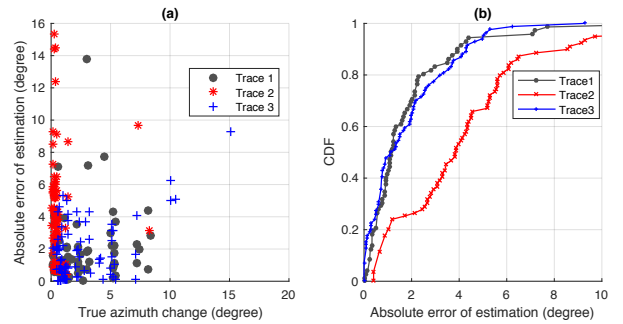 (a)
16
14
12
10
8
6
4
2
0
0 5 10 15 20
Absolute error of estimation (degree)
True azimuth change (degree)
Trace 1
Trace 2
Trace 3
(b)
1
0.8
0.6
0.4
0.2
0
0 2 4 6 8 10
CDF
Absolute error of estimation (degree)
Trace1
Trace2
Trace3